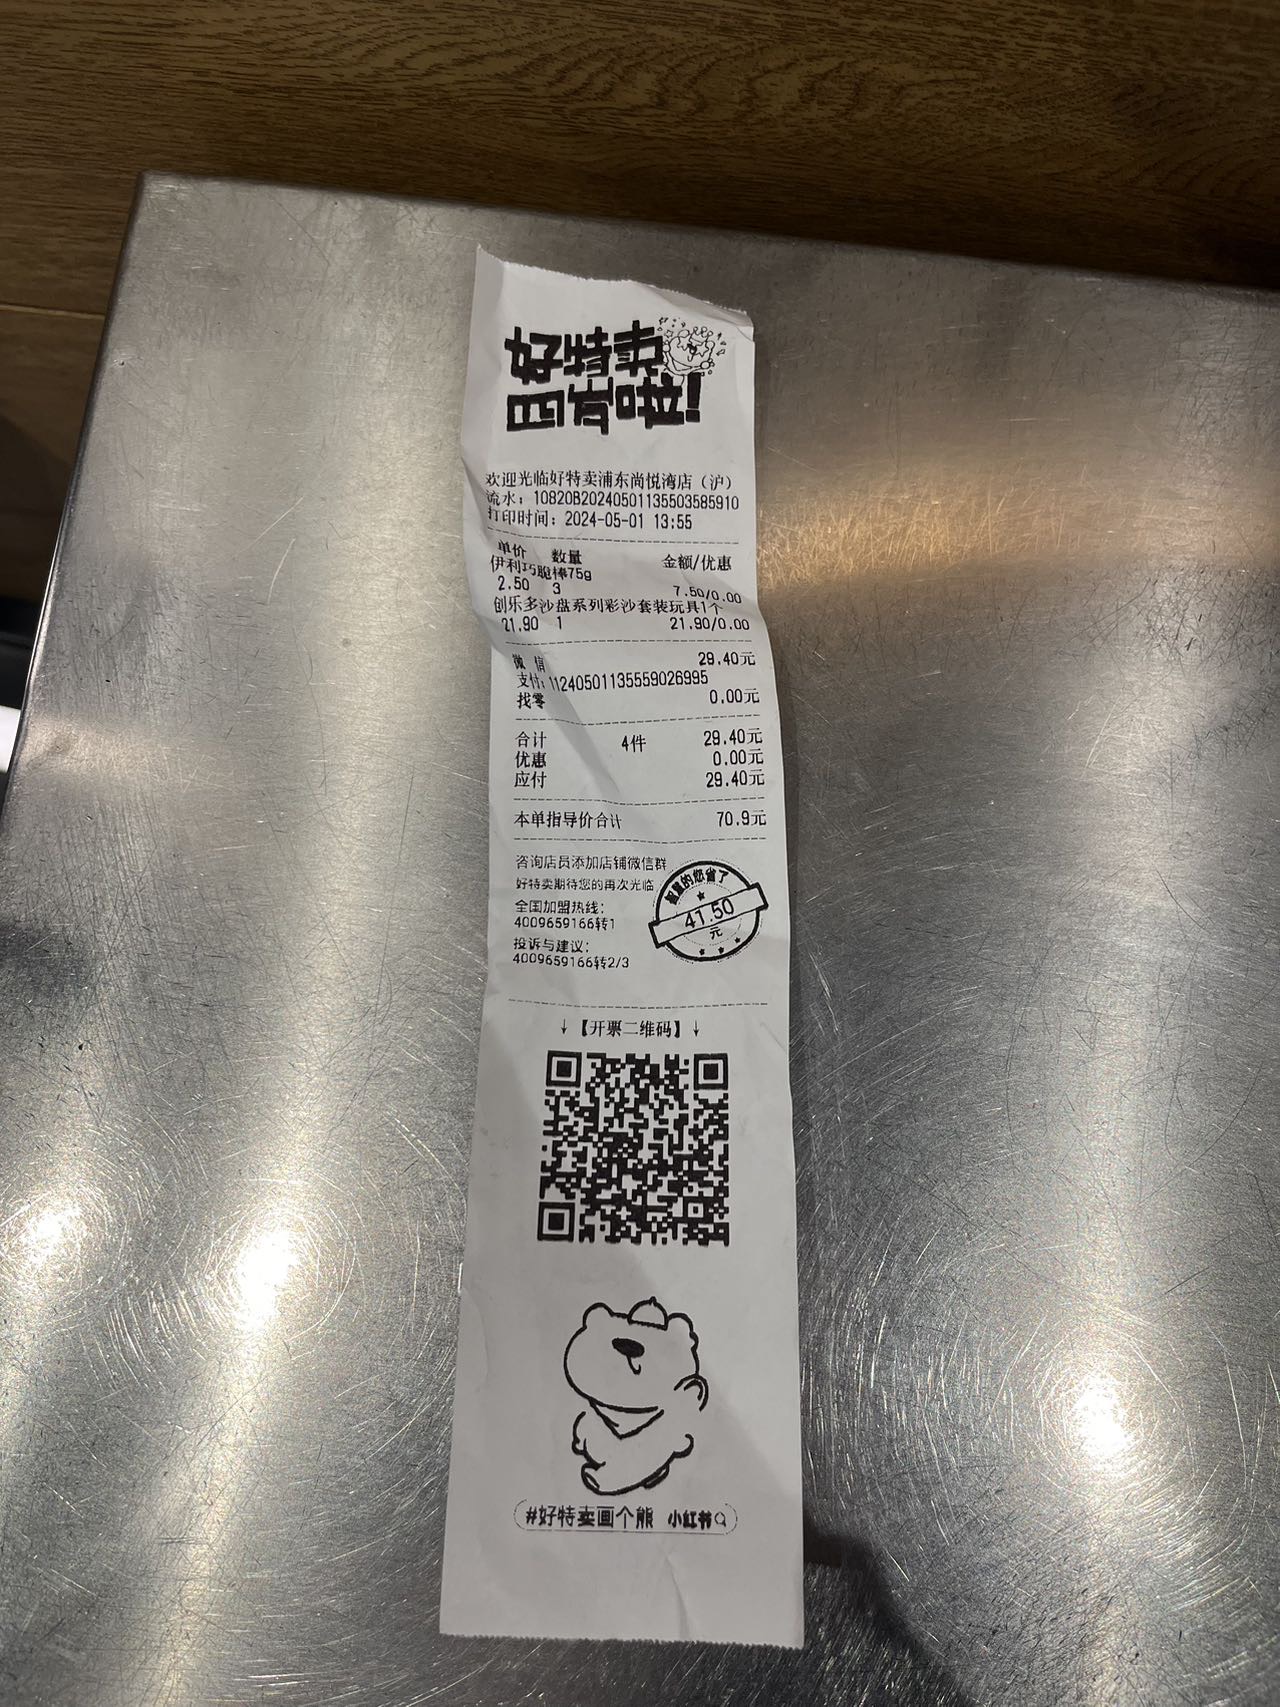 好特卖
欢迎光临好特卖浦东尚悦湾店（沪）
流水：10820B20240501135503585910
打印时间：2024-05-01 13:55
单价 数量 金额/优惠
伊利巧脆棒75g
2.50 3 7.50/0.00
创乐多沙盘系列彩沙套装玩具1个
21.90 1 21.90/0.00
微 信 29.40元
支付：11240501135559026995
找零 0.00元
合计 4件 29.40元
优惠 0.00元
应付 29.40元
本单指导价合计 70.9元
咨询店员添加店铺微信群
好特卖期待您的再次光临
全国加盟热线：
4009659166转1
投诉与建议：
4009659166转2/3
的您省了
41.50
元
↓【开票二维码】↓
#好特卖画个熊 小红书